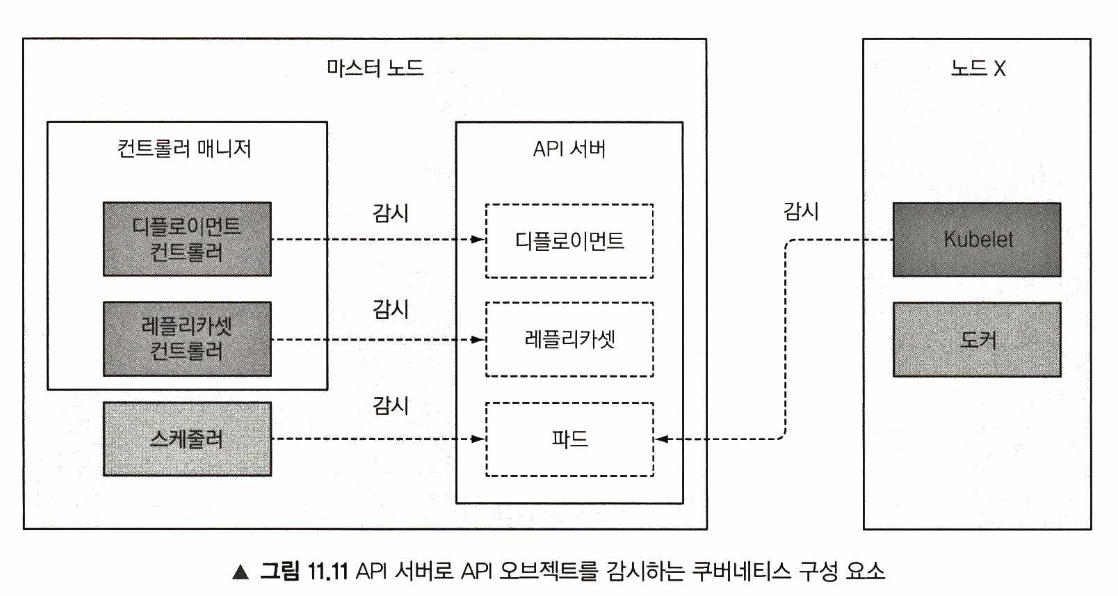 마스터 노드
노드 X
컨트롤러 매니저
API 서버
디플로이먼트
컨트롤러
감시
디플로이먼트
감시
Kubelet
레플리카셋
컨트롤러
감시
레플리카셋
도커
스케줄러
감시
파드
▲ 그림 11.11 API 서버로 API 오브젝트를 감시하는 쿠버네티스 구성 요소